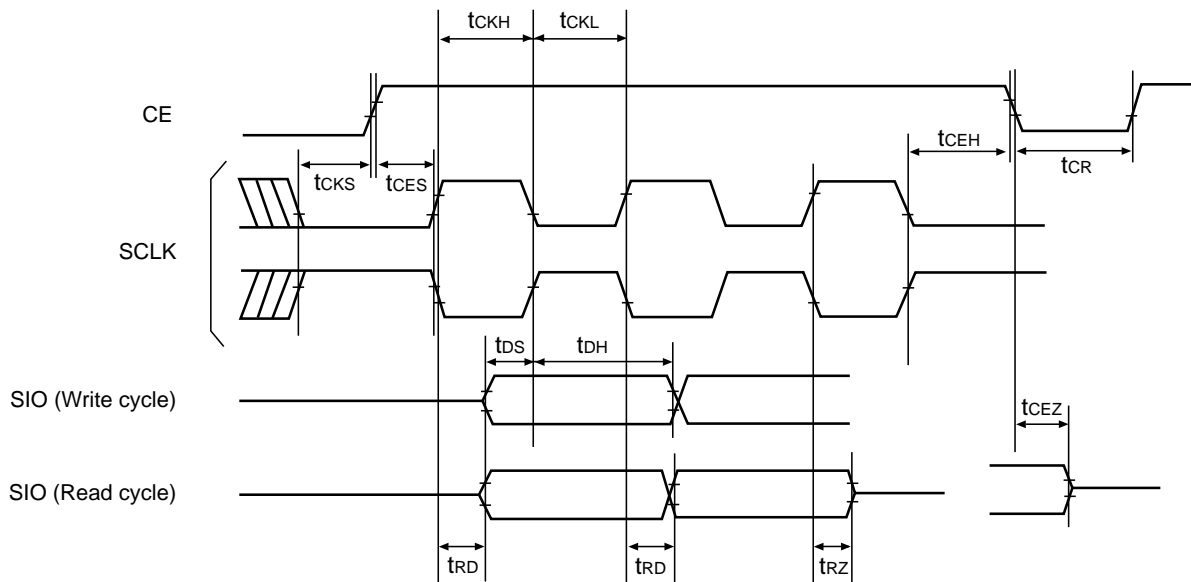 tCKH tCKL
CE
tCEH
tCKS tCES tCR
SCLK
tDS tDH
SIO (Write cycle)
tCEZ
SIO (Read cycle)
tRD tRD tRZ